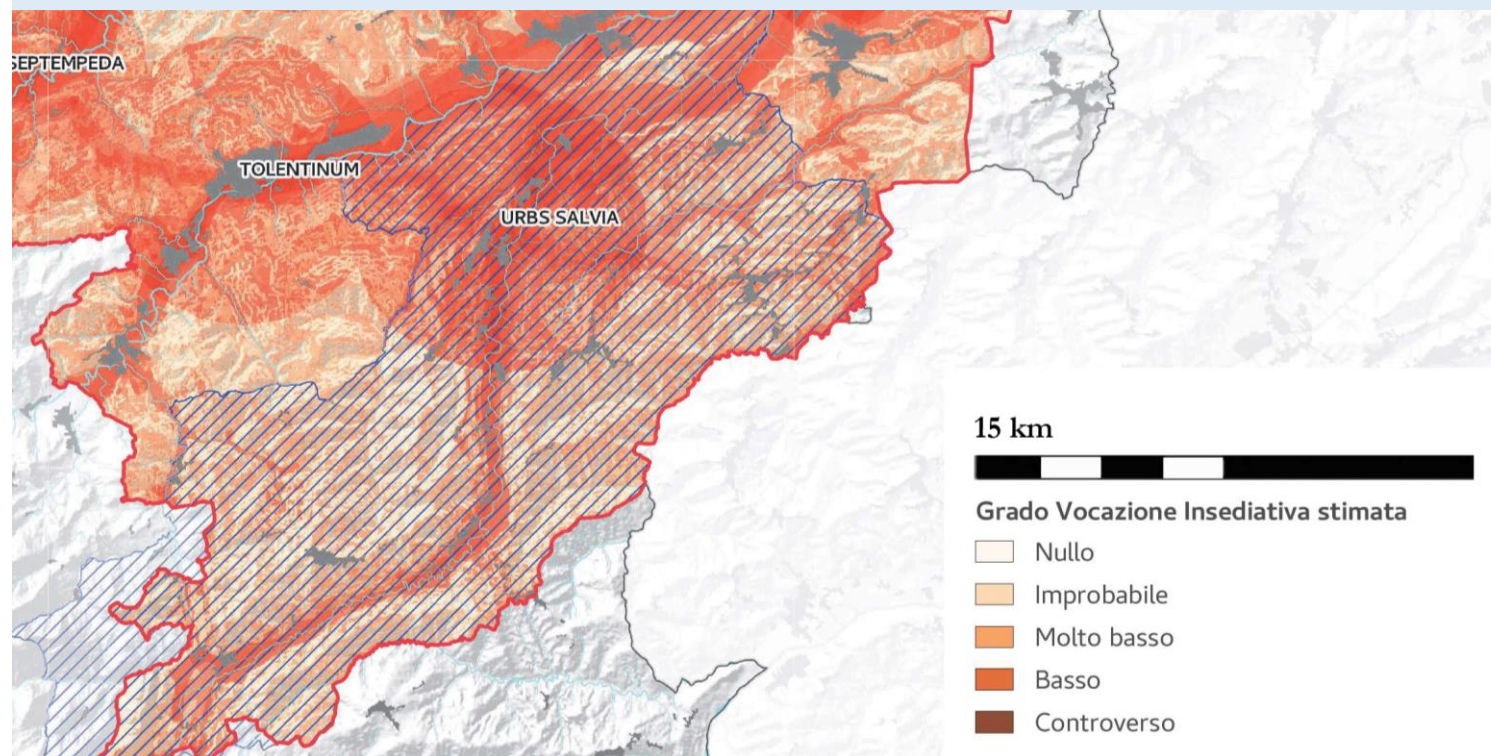 SEPTEMPEDA
TOLENTINUM
URBS SALVIA
15 km
Grado Vocazione Insediativa stimata
Nullo
Improbabile
Molto basso
Basso
Controverso